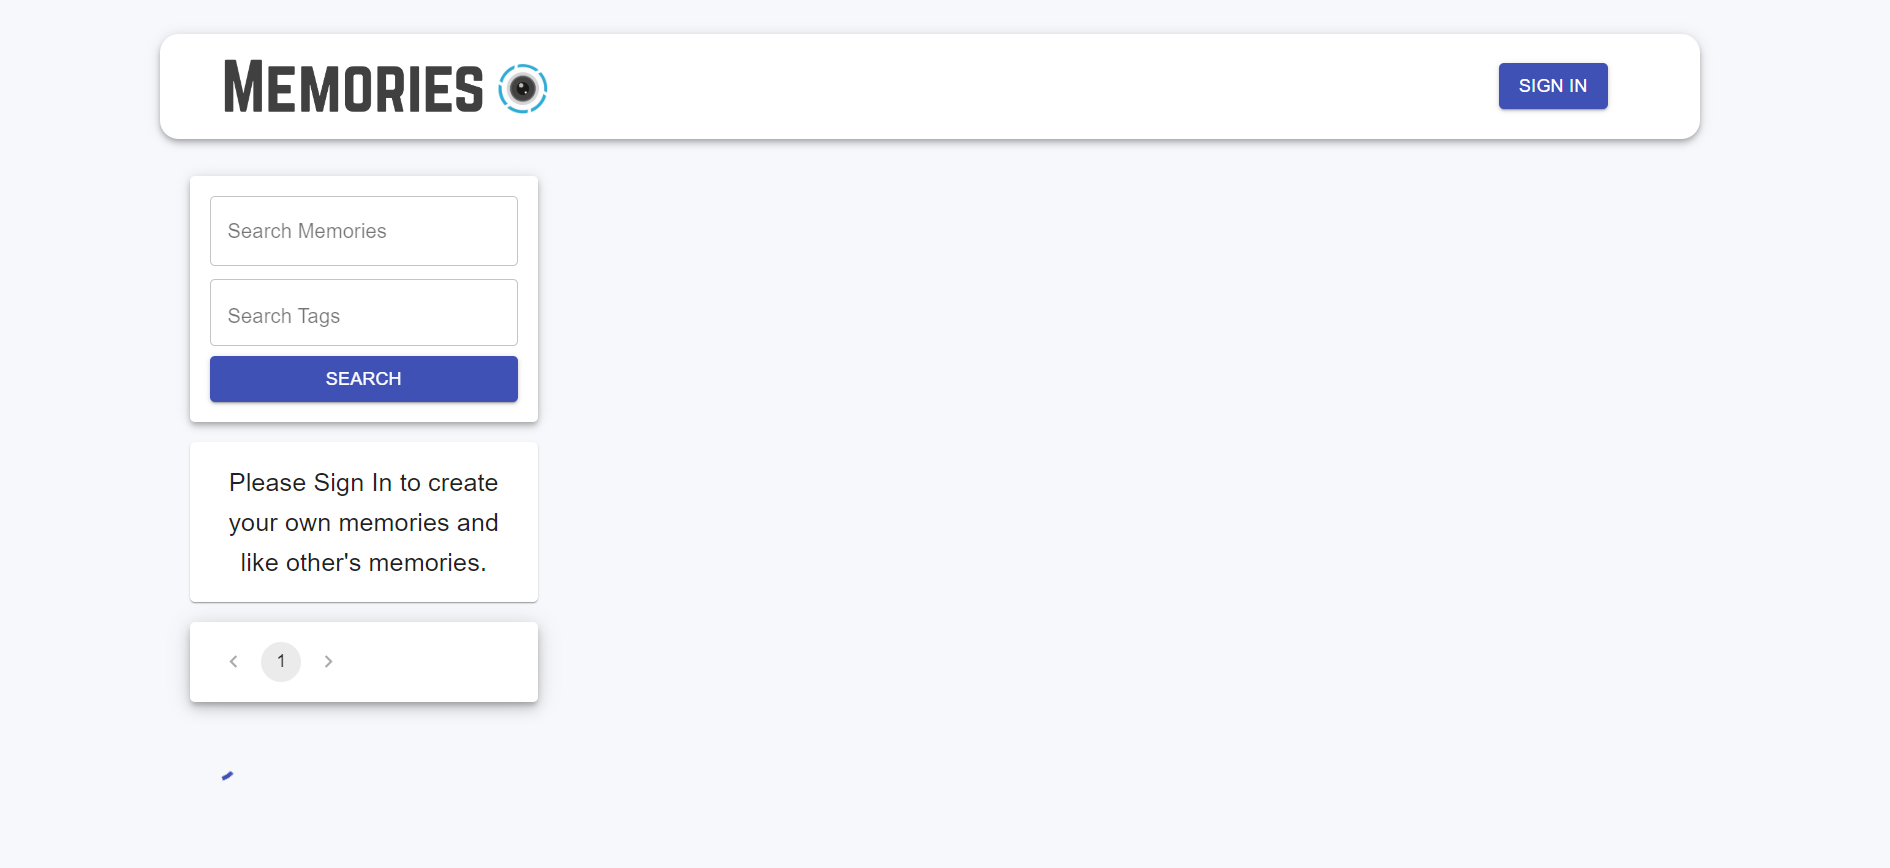 MEMORIES
SIGN IN
Search Memories
Search Tags
SEARCH
Please Sign In to create
your own memories and
like other's memories.
1